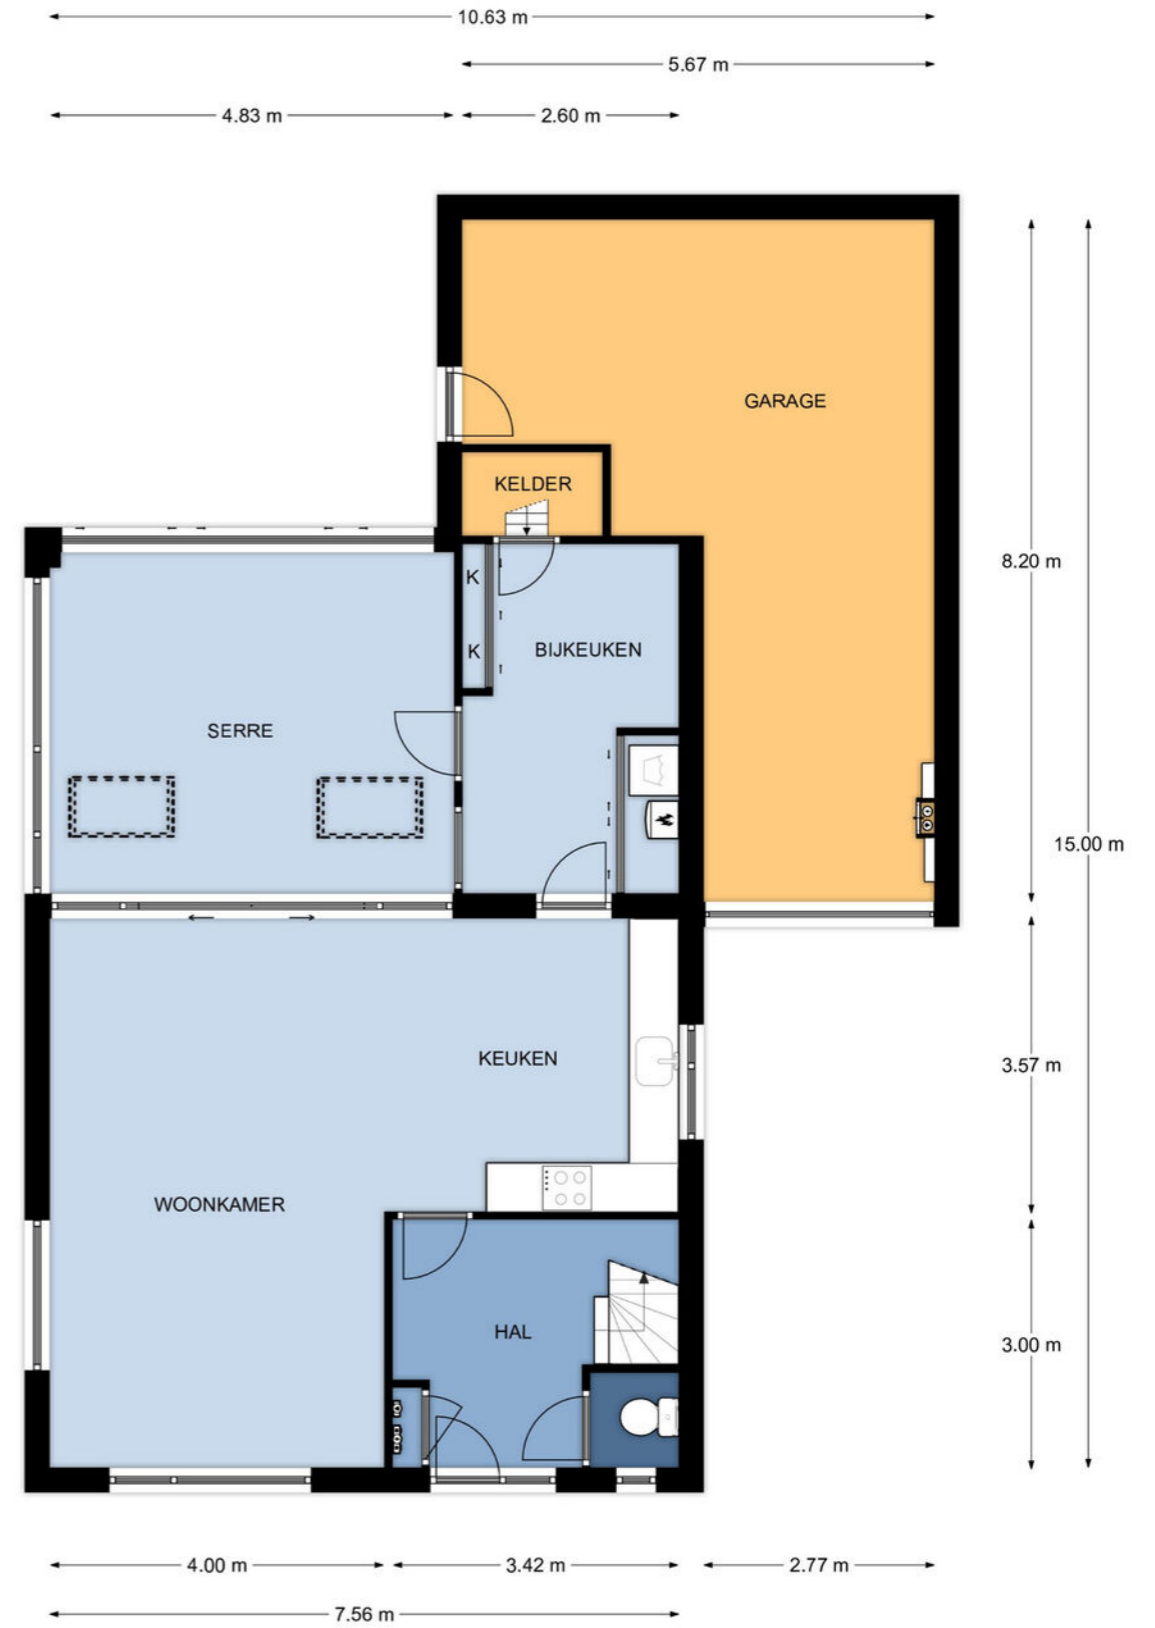 10.63 m
5.67 m
4.83 m
2.60 m
GARAGE
KELDER
8.20 m
K
BIJKEUKEN
K
SERRE
15.00 m
KEUKEN
3.57 m
WOONKAMER
HAL
3.00 m
4.00 m
3.42 m
2.77 m
7.56 m